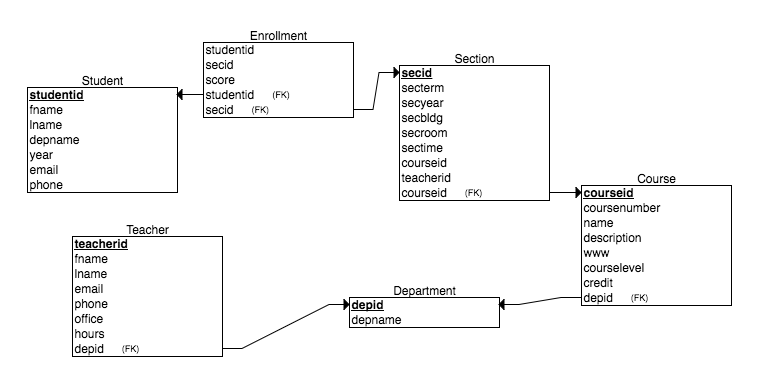 Enrollment
studentid
secid
score
studentid (FK)
secid (FK)
Student
studentid
fname
lname
depname
year
email
phone
Section
secid
secterm
secyear
secbldg
secroom
sectime
courseid
teacherid
courseid (FK)
Course
courseid
coursenumber
name
description
www
courselevel
credit
depid (FK)
Teacher
teacherid
fname
lname
email
phone
office
hours
depid (FK)
Department
depid
depname